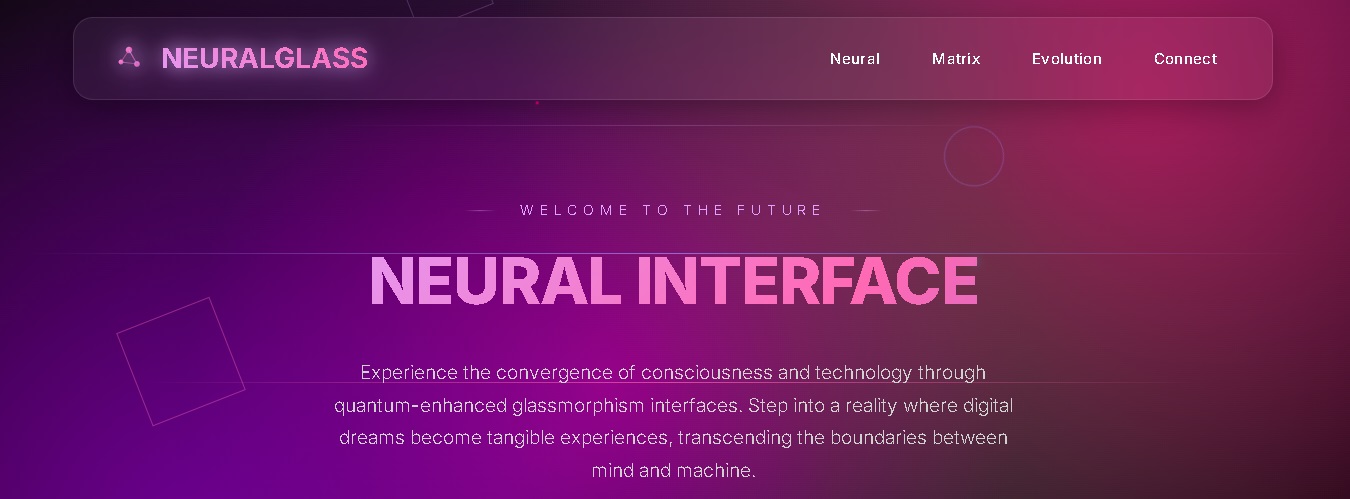 NEURALGLASS
Neural Matrix Evolution Connect
WELCOME TO THE FUTURE
NEURAL INTERFACE
Experience the convergence of consciousness and technology through
quantum-enhanced glassmorphism interfaces. Step into a reality where digital
dreams become tangible experiences, transcending the boundaries between
mind and machine.